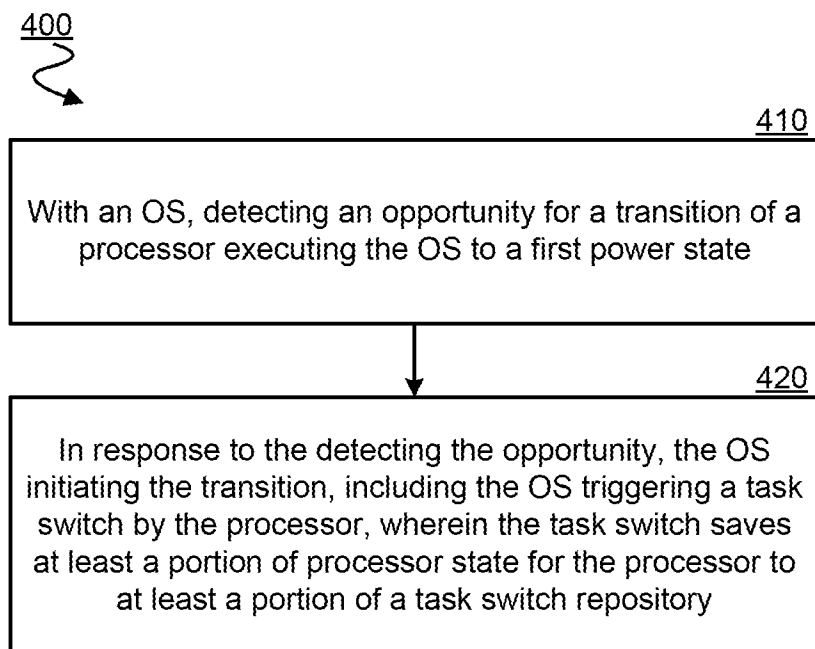 400
410
With an OS, detecting an opportunity for a transition of a
processor executing the OS to a first power state
420
In response to the detecting the opportunity, the OS
initiating the transition, including the OS triggering a task
switch by the processor, wherein the task switch saves
at least a portion of processor state for the processor to
at least a portion of a task switch repository